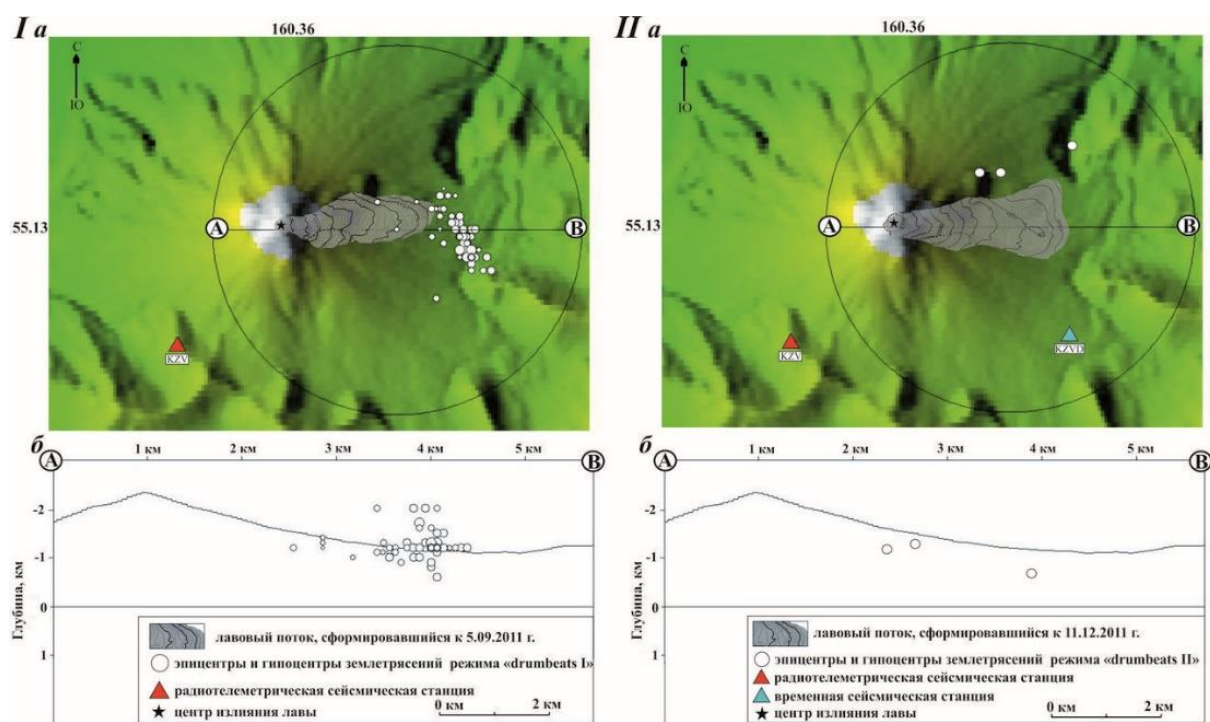 I а
160.36
С
Ю
55.13
A
B
KZV
б
A
1 км
2 км
3 км
4 км
5 км
B
-2
-1
0
1
Глубина, км
лавовый поток, сформировавшийся к 5.09.2011 г.
эпицентры и гипоцентры землетрясений режима «drumbeats I»
радиотелеметрическая сейсмическая станция
центр излияния лавы
0 км
2 км
II а
160.36
С
Ю
55.13
A
B
KZV
KZVD
б
A
1 км
2 км
3 км
4 км
5 км
B
-2
-1
0
1
Глубина, км
лавовый поток, сформировавшийся к 11.12.2011 г.
эпицентры и гипоцентры землетрясений режима «drumbeats II»
радиотелеметрическая сейсмическая станция
временная сейсмическая станция
центр излияния лавы
0 км
2 км